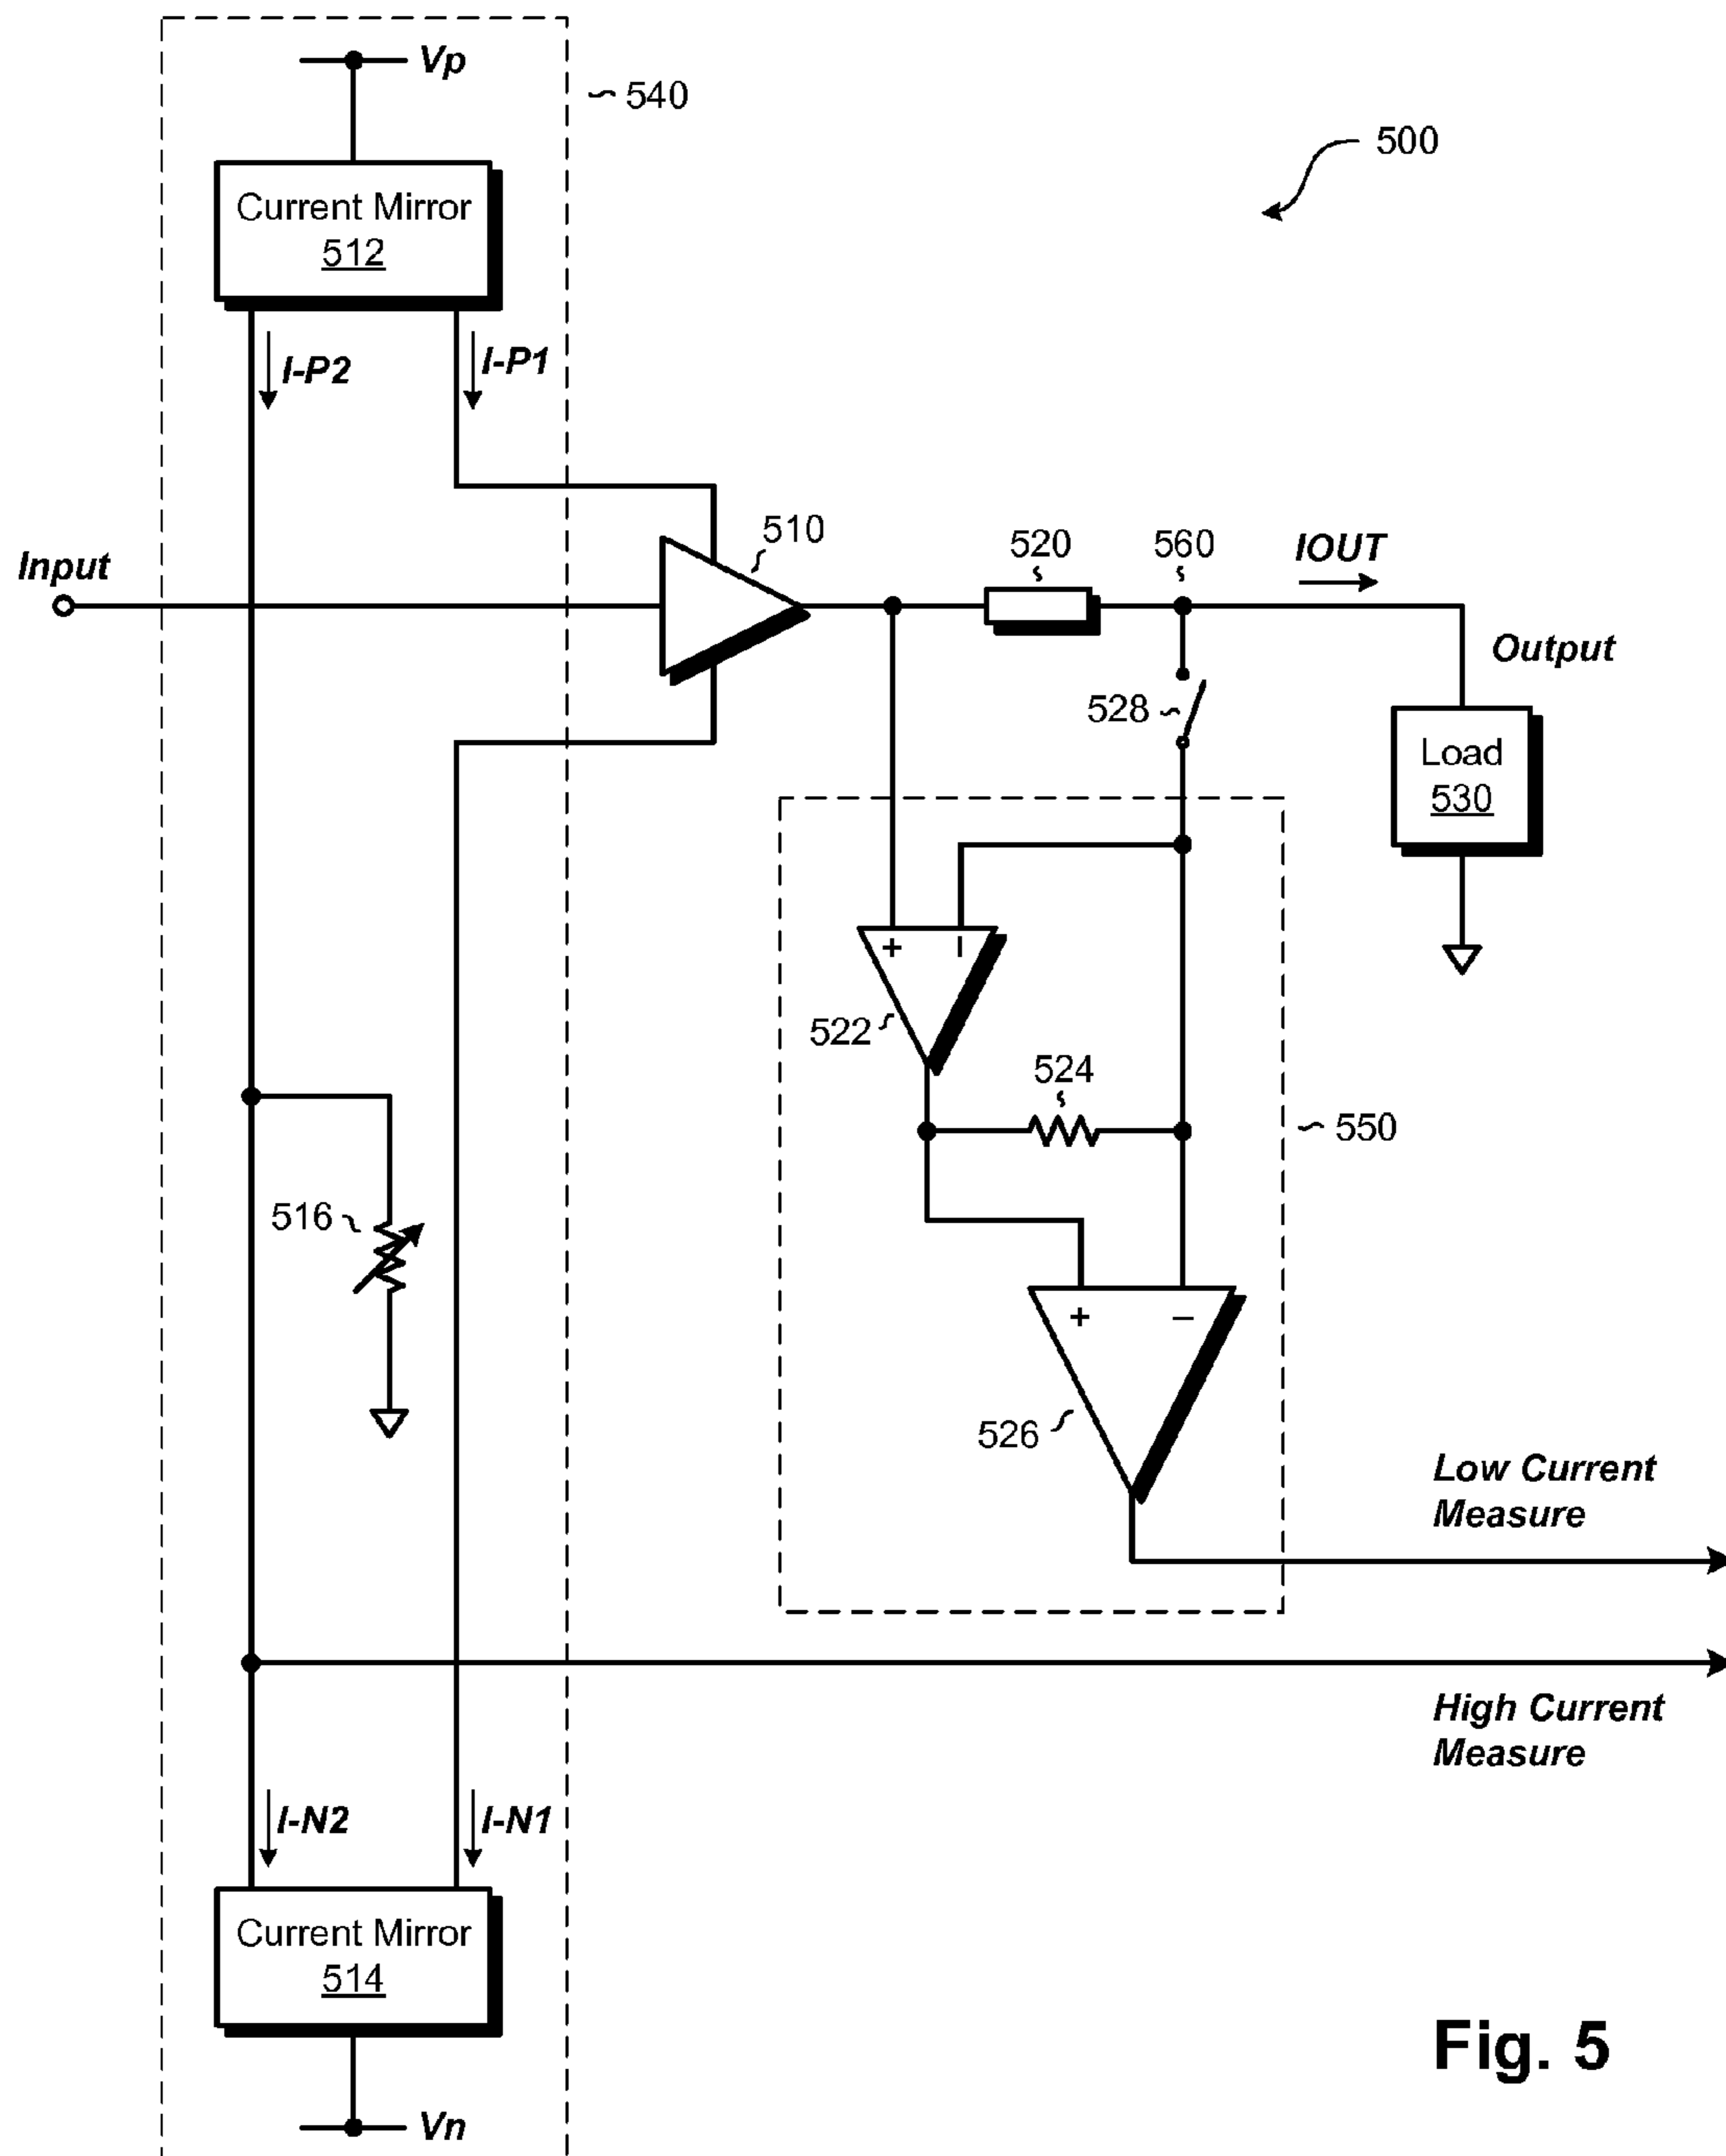 Vp
540
500
Current Mirror
512
I-P2
I-P1
510
520
560
IOUT
Input
Output
528
Load
530
+
–
522
524
550
516
+
–
526
Low Current
Measure
High Current
Measure
I-N2
I-N1
Current Mirror
514
Fig. 5
Vn